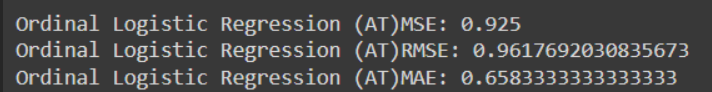 Ordinal Logistic Regression (AT)MSE: 0.925
Ordinal Logistic Regression (AT)RMSE: 0.9617692030835673
Ordinal Logistic Regression (AT)MAE: 0.6583333333333333